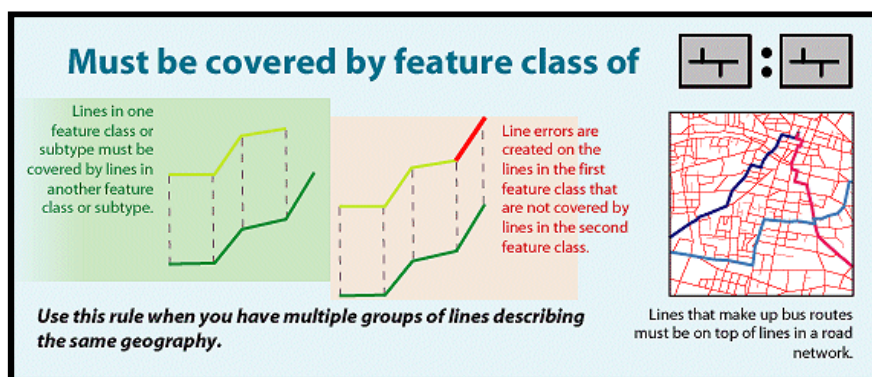 Must be covered by feature class of
Lines in one
feature class or
subtype must be
covered by lines in
another feature
class or subtype.
Line errors are
created on the
lines in the first
feature class that
are not covered by
lines in the second
feature class.
Use this rule when you have multiple groups of lines describing
the same geography.
Lines that make up bus routes
must be on top of lines in a road
network.